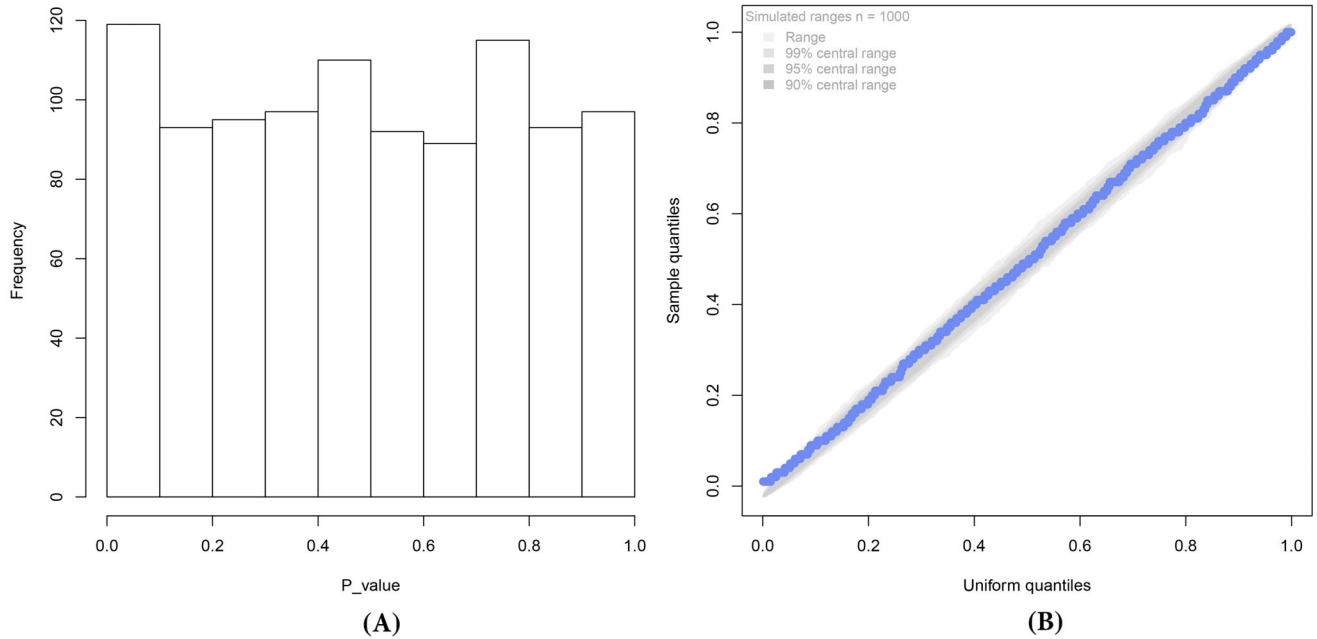 120
100
80
60
40
20
0
Frequency
0.0 0.2 0.4 0.6 0.8 1.0
P_value
(A)
Simulated ranges n = 1000
Range
99% central range
95% central range
90% central range
1.0
0.8
0.6
0.4
0.2
0.0
Sample quantiles
0.0 0.2 0.4 0.6 0.8 1.0
Uniform quantiles
(B)